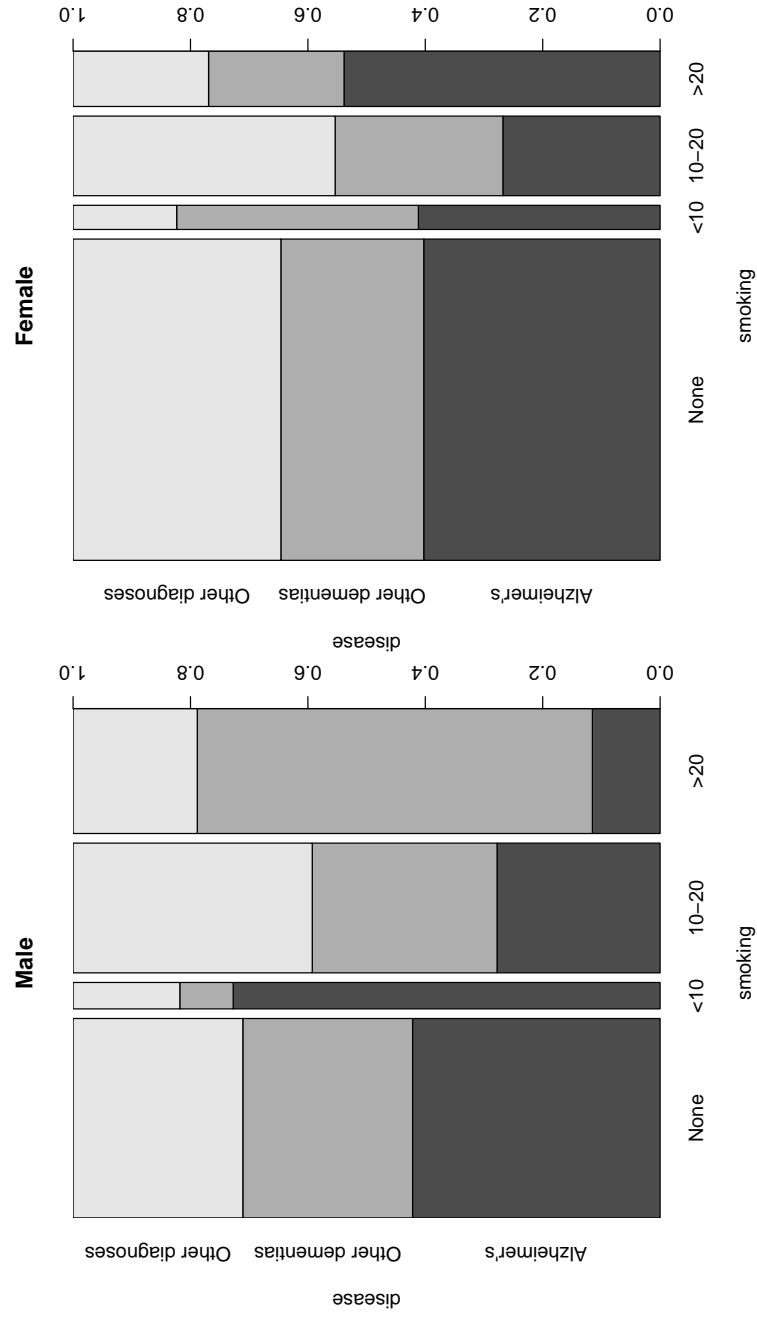 Male
disease
Alzheimer's
Other dementias
Other diagnoses
None
<10
10–20
>20
smoking
0.0
0.2
0.4
0.6
0.8
1.0
Female
disease
Alzheimer's
Other dementias
Other diagnoses
None
<10
10–20
>20
smoking
0.0
0.2
0.4
0.6
0.8
1.0